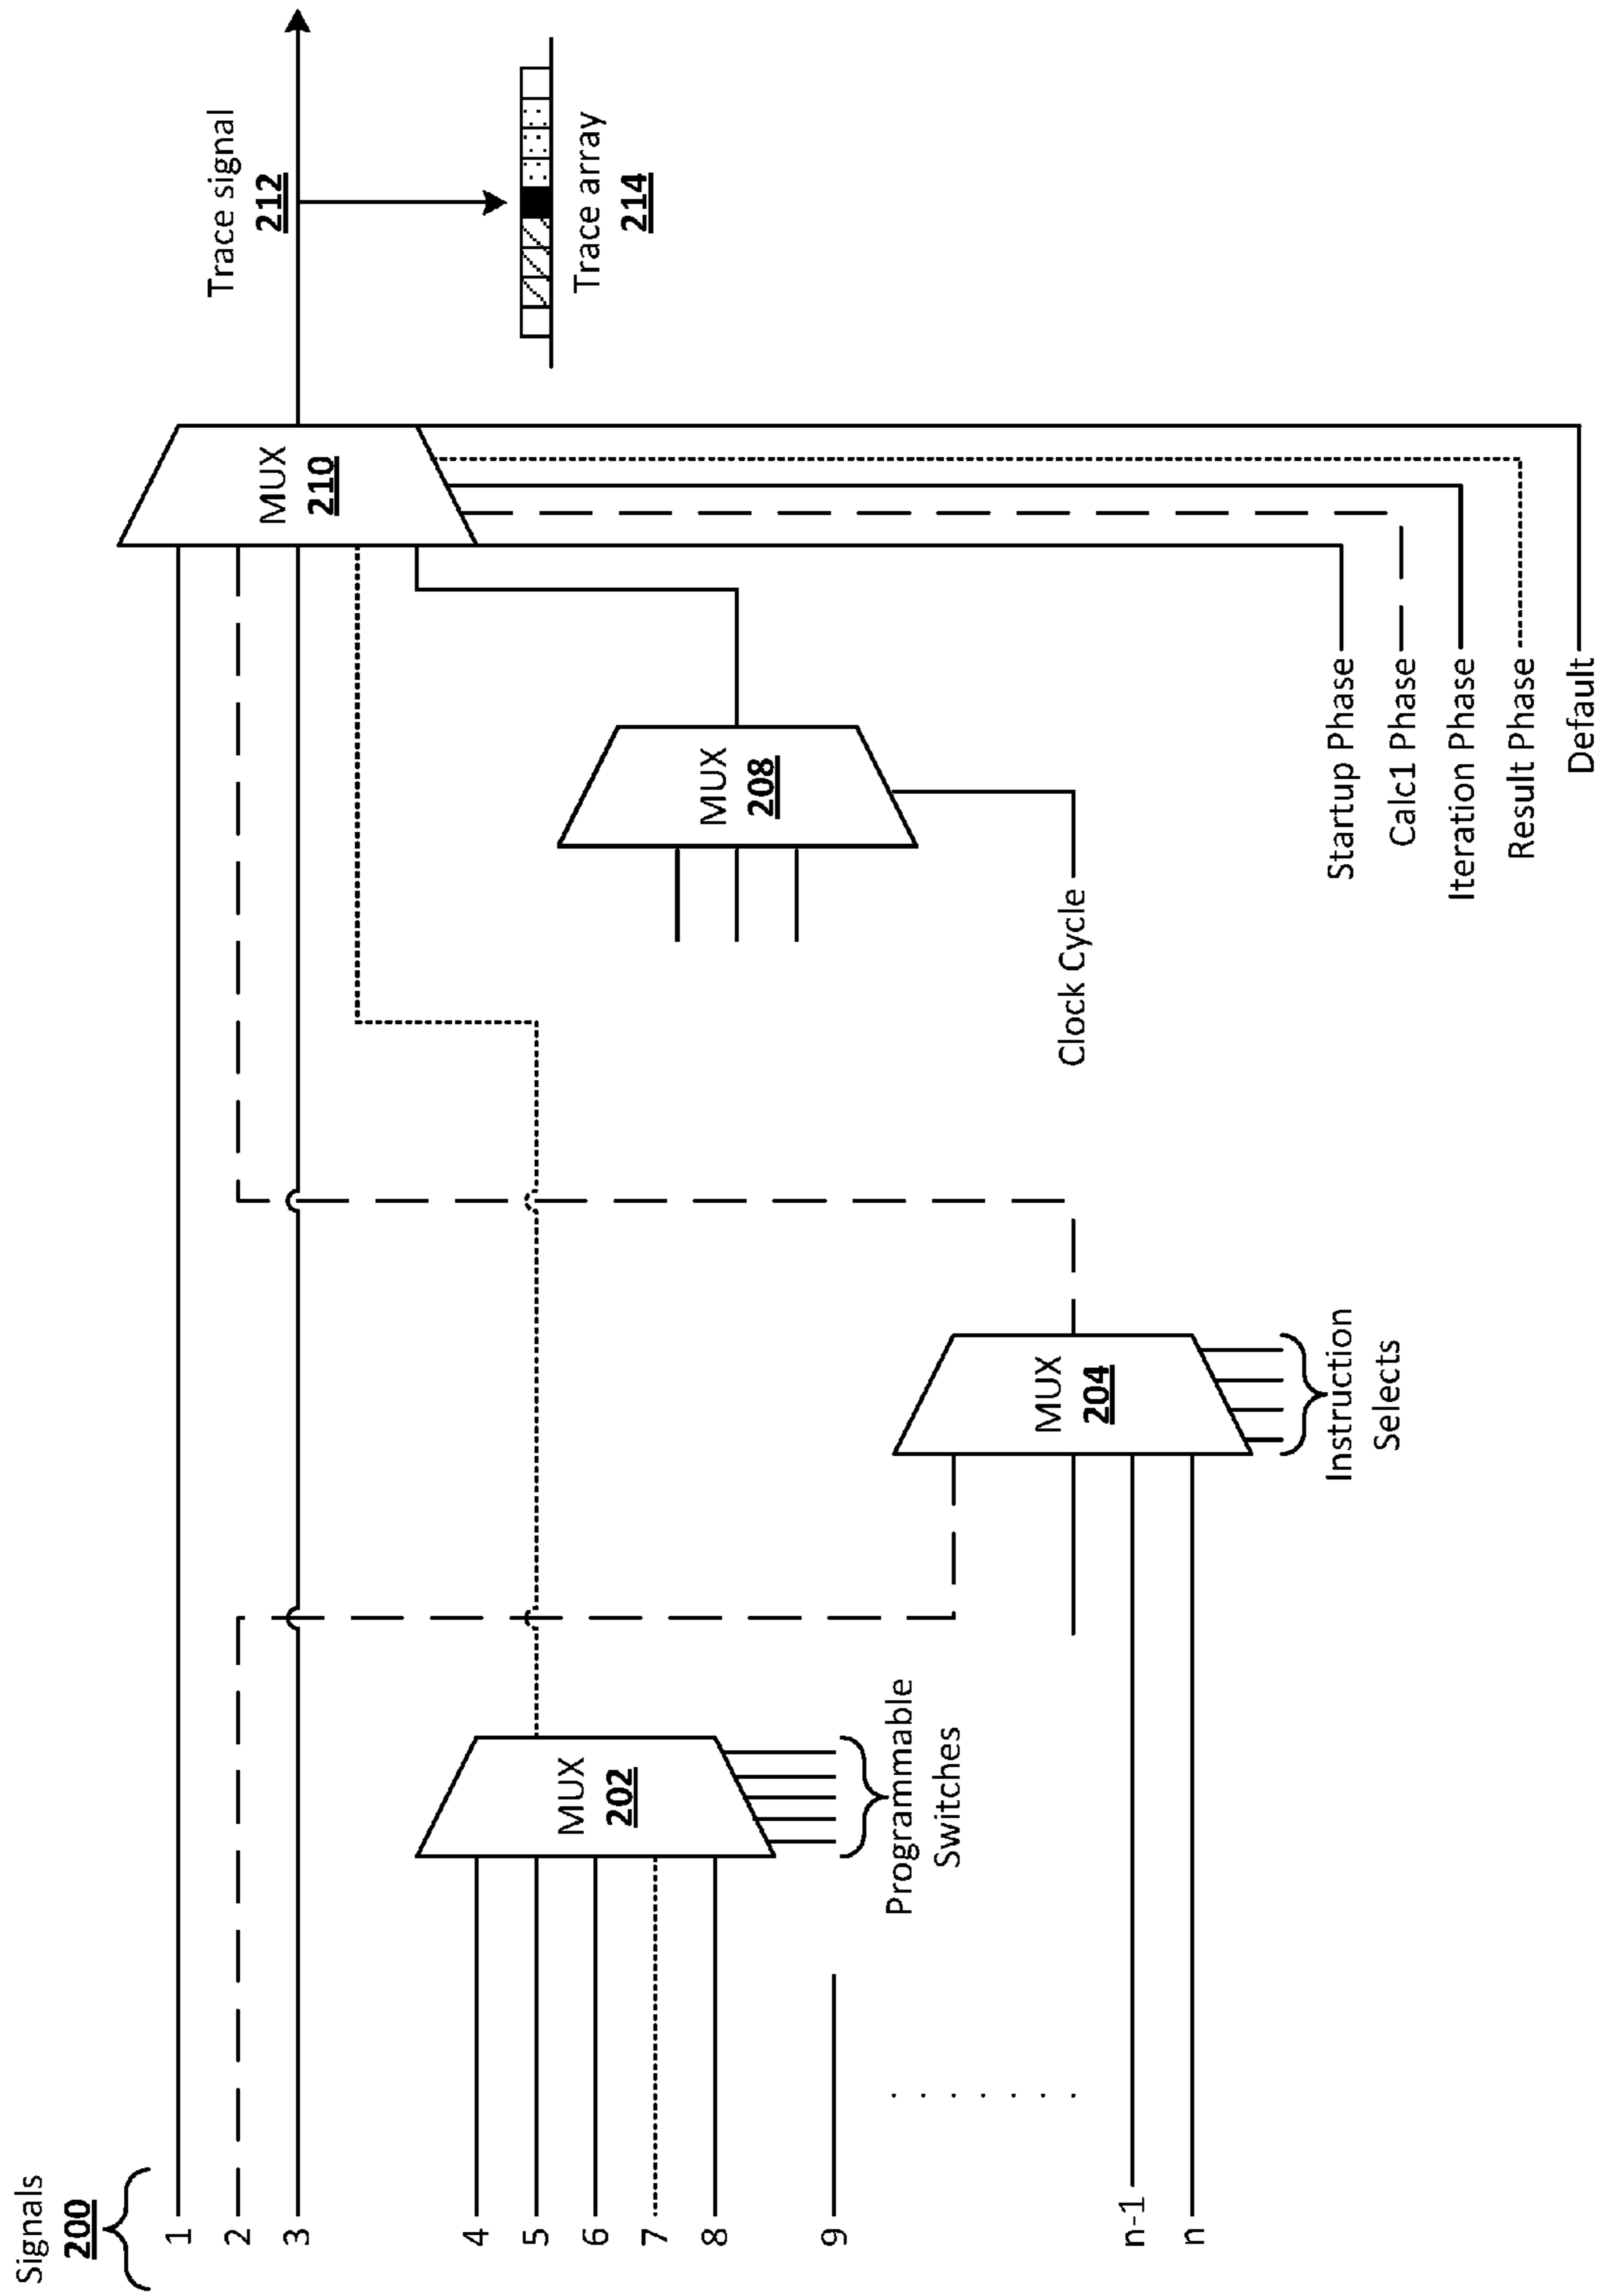 Signals
200
1
2
3
4
5
6
7
8
9
n-1
n
MUX
202
Programmable
Switches
MUX
204
Instruction
Selects
MUX
208
Clock Cycle
MUX
210
Startup Phase
Calc1 Phase
Iteration Phase
Result Phase
Default
Trace signal
212
Trace array
214